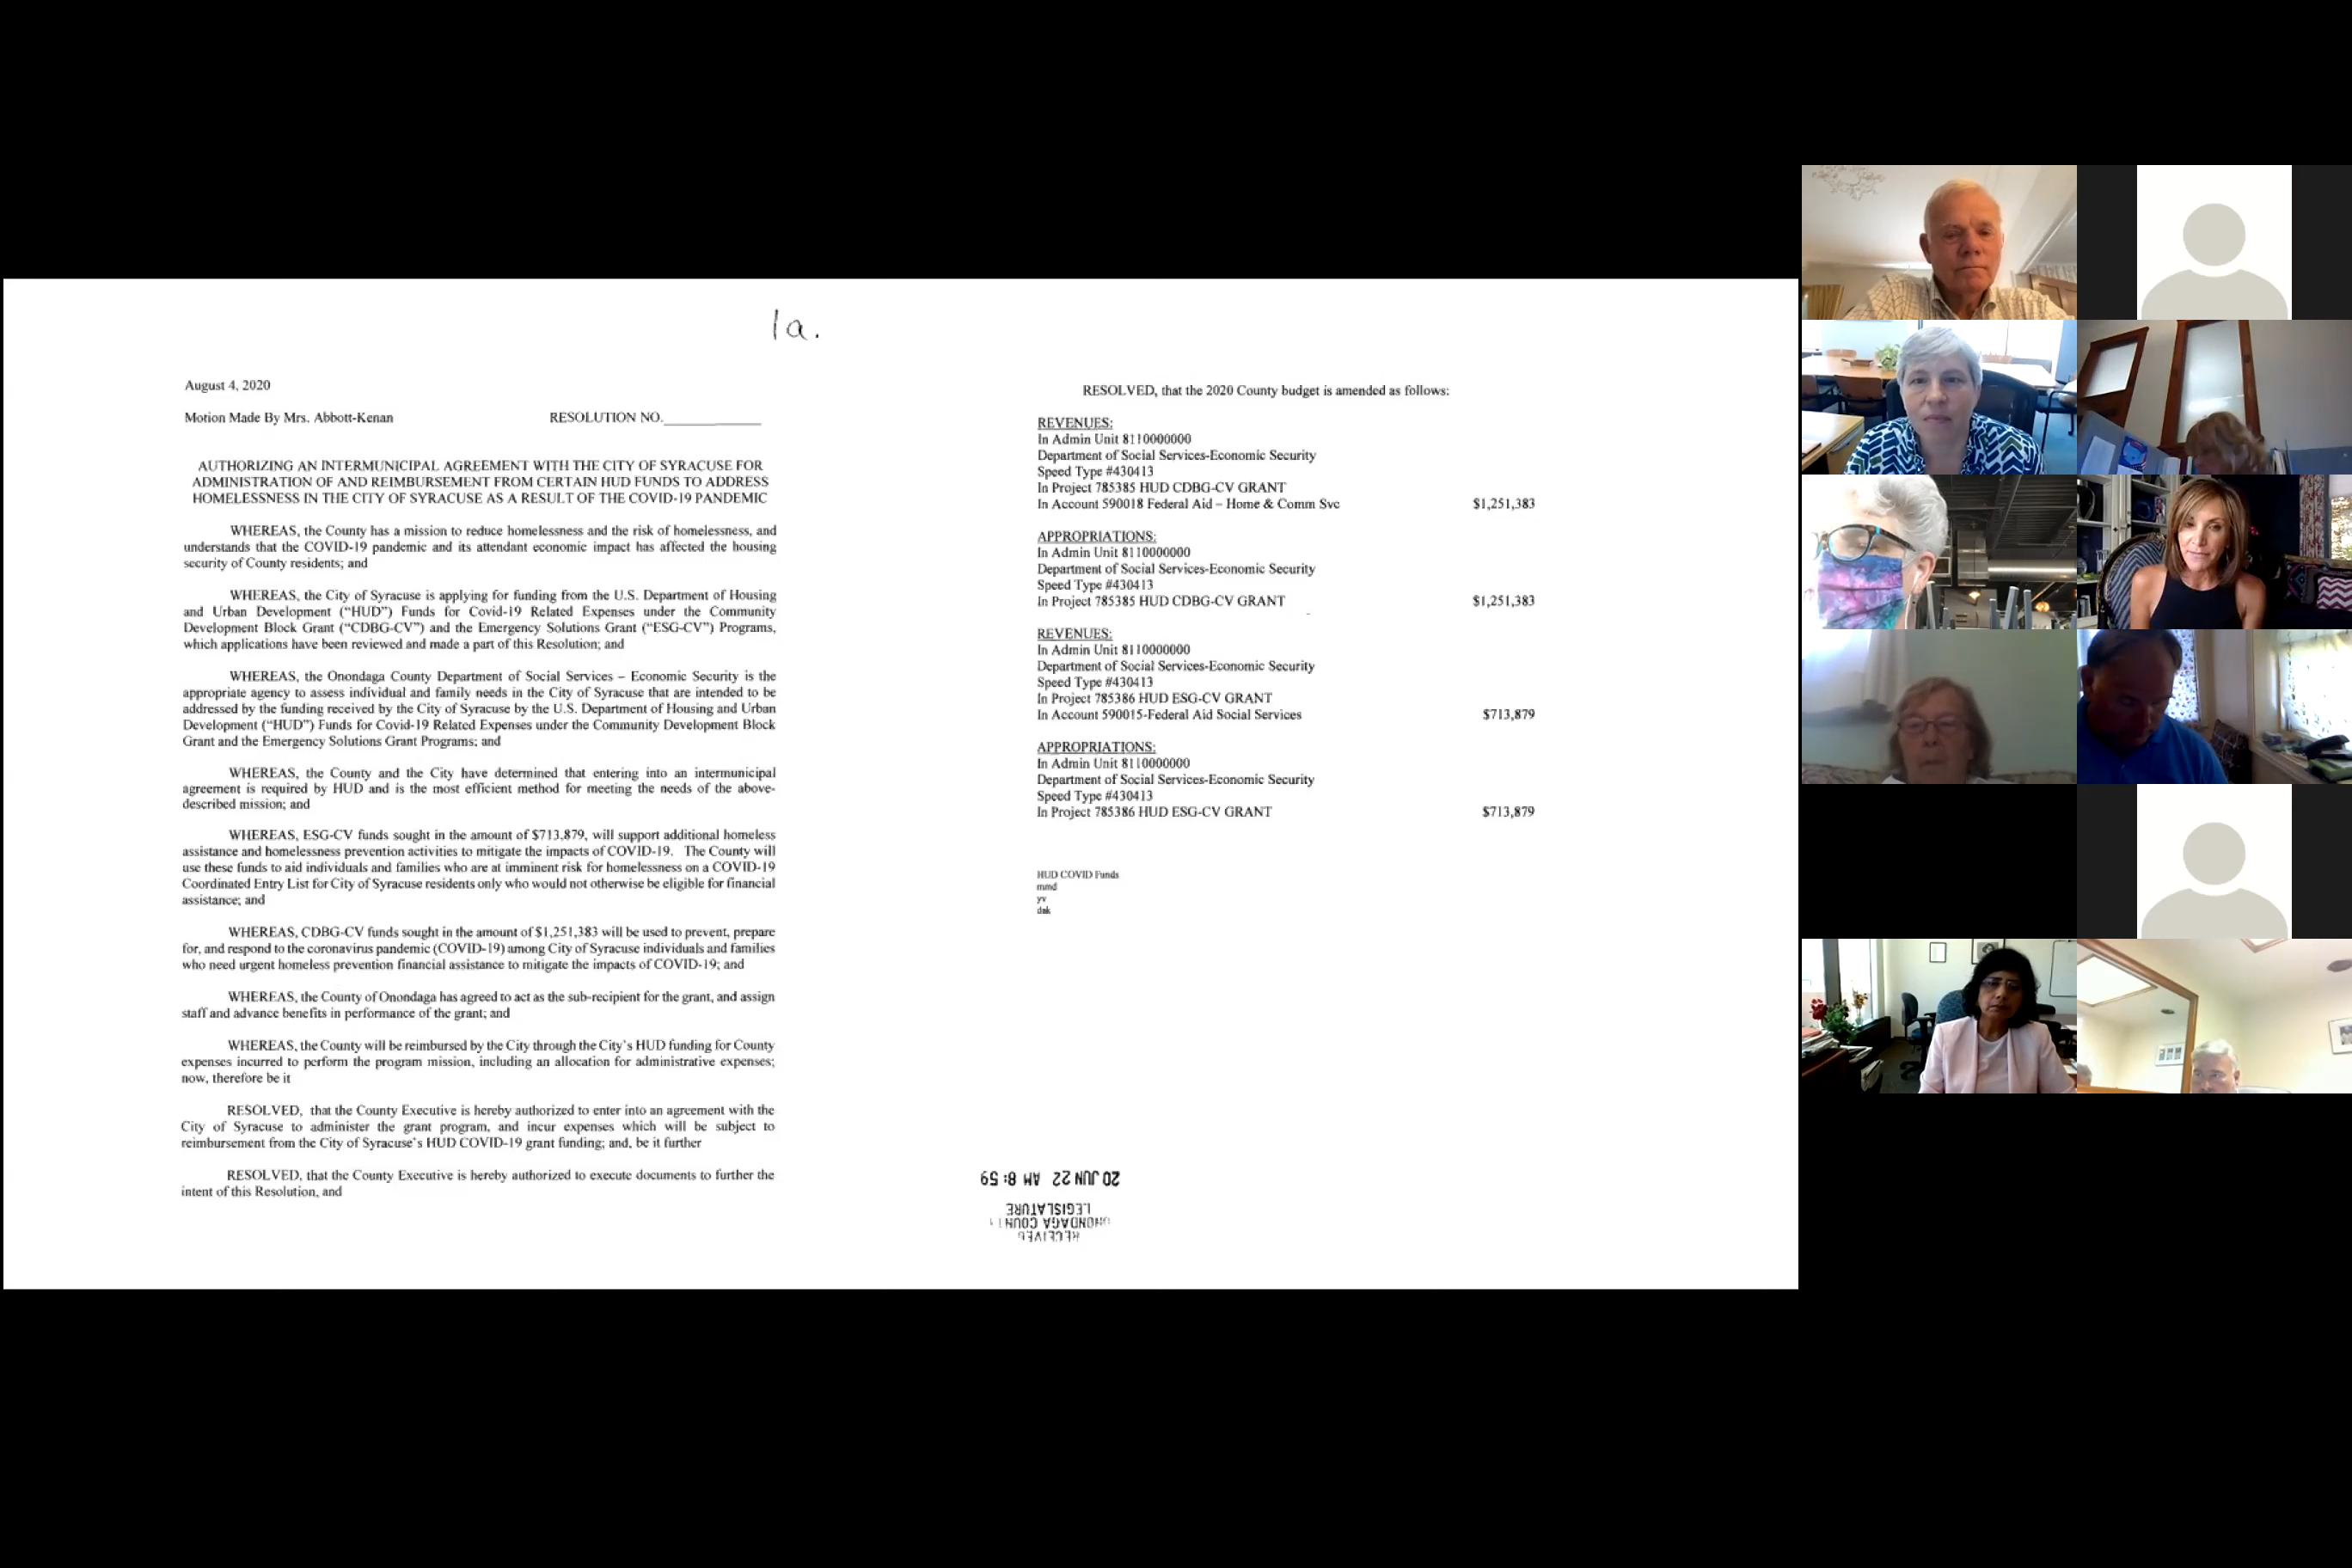 1a.
August 4, 2020
Motion Made By Mrs. Abbott-Kenan RESOLUTION NO.
AUTHORIZING AN INTERMUNICIPAL AGREEMENT WITH THE CITY OF SYRACUSE FOR
ADMINISTRATION OF AND REIMBURSEMENT FROM CERTAIN HUD FUNDS TO ADDRESS
HOMELESSNESS IN THE CITY OF SYRACUSE AS A RESULT OF THE COVID-19 PANDEMIC
WHEREAS, the County has a mission to reduce homelessness and the risk of homelessness, and
understands that the COVID-19 pandemic and its attendant economic impact has affected the housing
security of County residents; and
WHEREAS, the City of Syracuse is applying for funding from the U.S. Department of Housing
and Urban Development ("HUD") Funds for Covid-19 Related Expenses under the Community
Development Block Grant ("CDBG-CV") and the Emergency Solutions Grant ("ESG-CV") Programs,
which applications have been reviewed and made a part of this Resolution; and
WHEREAS, the Onondaga County Department of Social Services – Economic Security is the
appropriate agency to assess individual and family needs in the City of Syracuse that are intended to be
addressed by the funding received by the City of Syracuse by the U.S. Department of Housing and Urban
Development ("HUD") Funds for Covid-19 Related Expenses under the Community Development Block
Grant and the Emergency Solutions Grant Programs; and
WHEREAS, the County and the City have determined that entering into an intermunicipal
agreement is required by HUD and is the most efficient method for meeting the needs of the above-
described mission; and
WHEREAS, ESG-CV funds sought in the amount of $713,879, will support additional homeless
assistance and homelessness prevention activities to mitigate the impacts of COVID-19. The County will
use these funds to aid individuals and families who are at imminent risk for homelessness on a COVID-19
Coordinated Entry List for City of Syracuse residents only who would not otherwise be eligible for financial
assistance; and
WHEREAS, CDBG-CV funds sought in the amount of $1,251,383 will be used to prevent, prepare
for, and respond to the coronavirus pandemic (COVID-19) among City of Syracuse individuals and families
who need urgent homeless prevention financial assistance to mitigate the impacts of COVID-19; and
WHEREAS, the County of Onondaga has agreed to act as the sub-recipient for the grant, and assign
staff and advance benefits in performance of the grant; and
WHEREAS, the County will be reimbursed by the City through the City's HUD funding for County
expenses incurred to perform the program mission, including an allocation for administrative expenses;
now, therefore be it
RESOLVED, that the County Executive is hereby authorized to enter into an agreement with the
City of Syracuse to administer the grant program, and incur expenses which will be subject to
reimbursement from the City of Syracuse's HUD COVID-19 grant funding; and, be it further
RESOLVED, that the County Executive is hereby authorized to execute documents to further the
intent of this Resolution, and
RESOLVED, that the 2020 County budget is amended as follows:
REVENUES:
In Admin Unit 8110000000
Department of Social Services-Economic Security
Speed Type #430413
In Project 785385 HUD CDBG-CV GRANT
In Account 590018 Federal Aid – Home & Comm Svc $1,251,383
APPROPRIATIONS:
In Admin Unit 8110000000
Department of Social Services-Economic Security
Speed Type #430413
In Project 785385 HUD CDBG-CV GRANT $1,251,383
REVENUES:
In Admin Unit 8110000000
Department of Social Services-Economic Security
Speed Type #430413
In Project 785386 HUD ESG-CV GRANT
In Account 590015-Federal Aid Social Services $713,879
APPROPRIATIONS:
In Admin Unit 8110000000
Department of Social Services-Economic Security
Speed Type #430413
In Project 785386 HUD ESG-CV GRANT $713,879
HUD COVID Funds
mmd
yv
dak
RECEIVED
ONONDAGA COUNTY
LEGISLATURE
20 JUN 22 AM 8:59